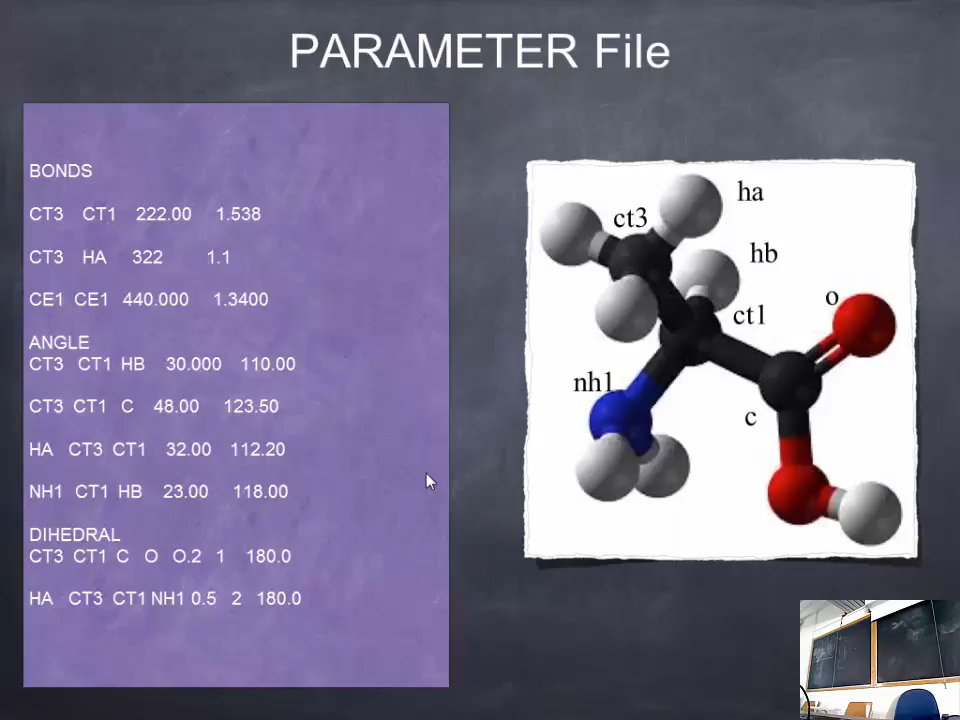 PARAMETER File
BONDS
CT3 CT1 222.00 1.538
CT3 HA 322 1.1
CE1 CE1 440.000 1.3400
ANGLE
CT3 CT1 HB 30.000 110.00
CT3 CT1 C 48.00 123.50
HA CT3 CT1 32.00 112.20
NH1 CT1 HB 23.00 118.00
DIHEDRAL
CT3 CT1 C O O.2 1 180.0
HA CT3 CT1 NH1 0.5 2 180.0
ha
ct3
hb
o
ct1
nh1
c